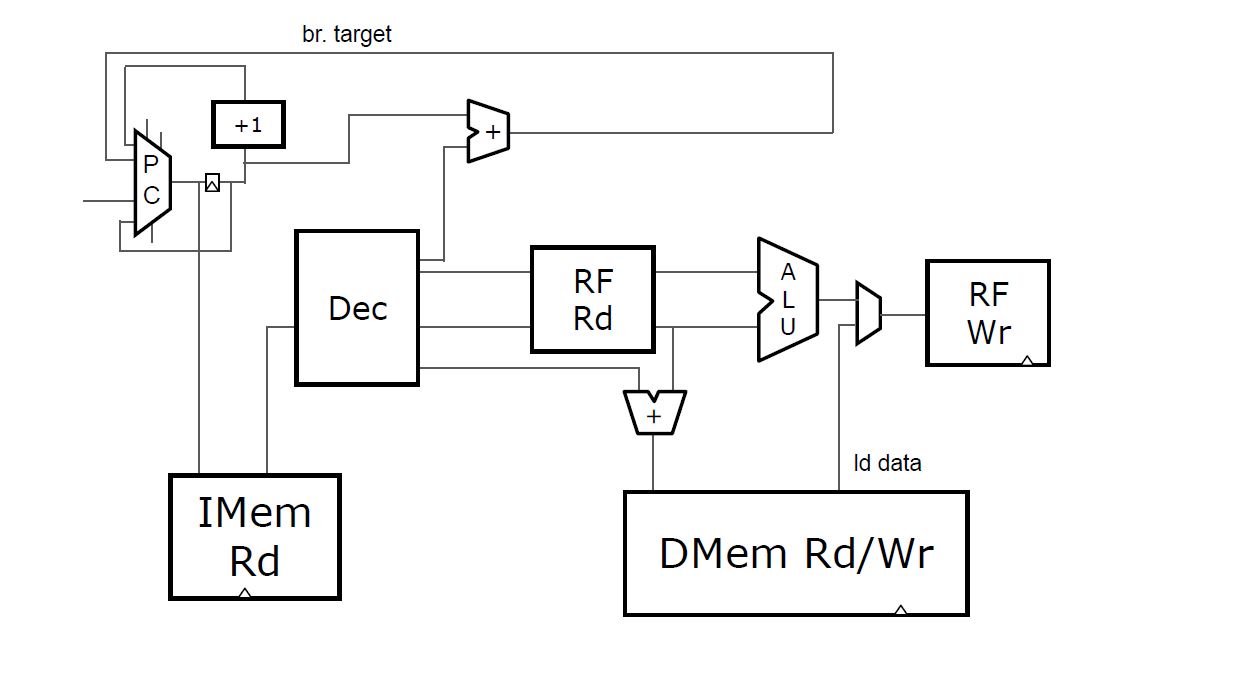 br. target
+1
+
P
C
Dec
RF
Rd
A
L
U
RF
Wr
+
ld data
IMem
Rd
DMem Rd/Wr